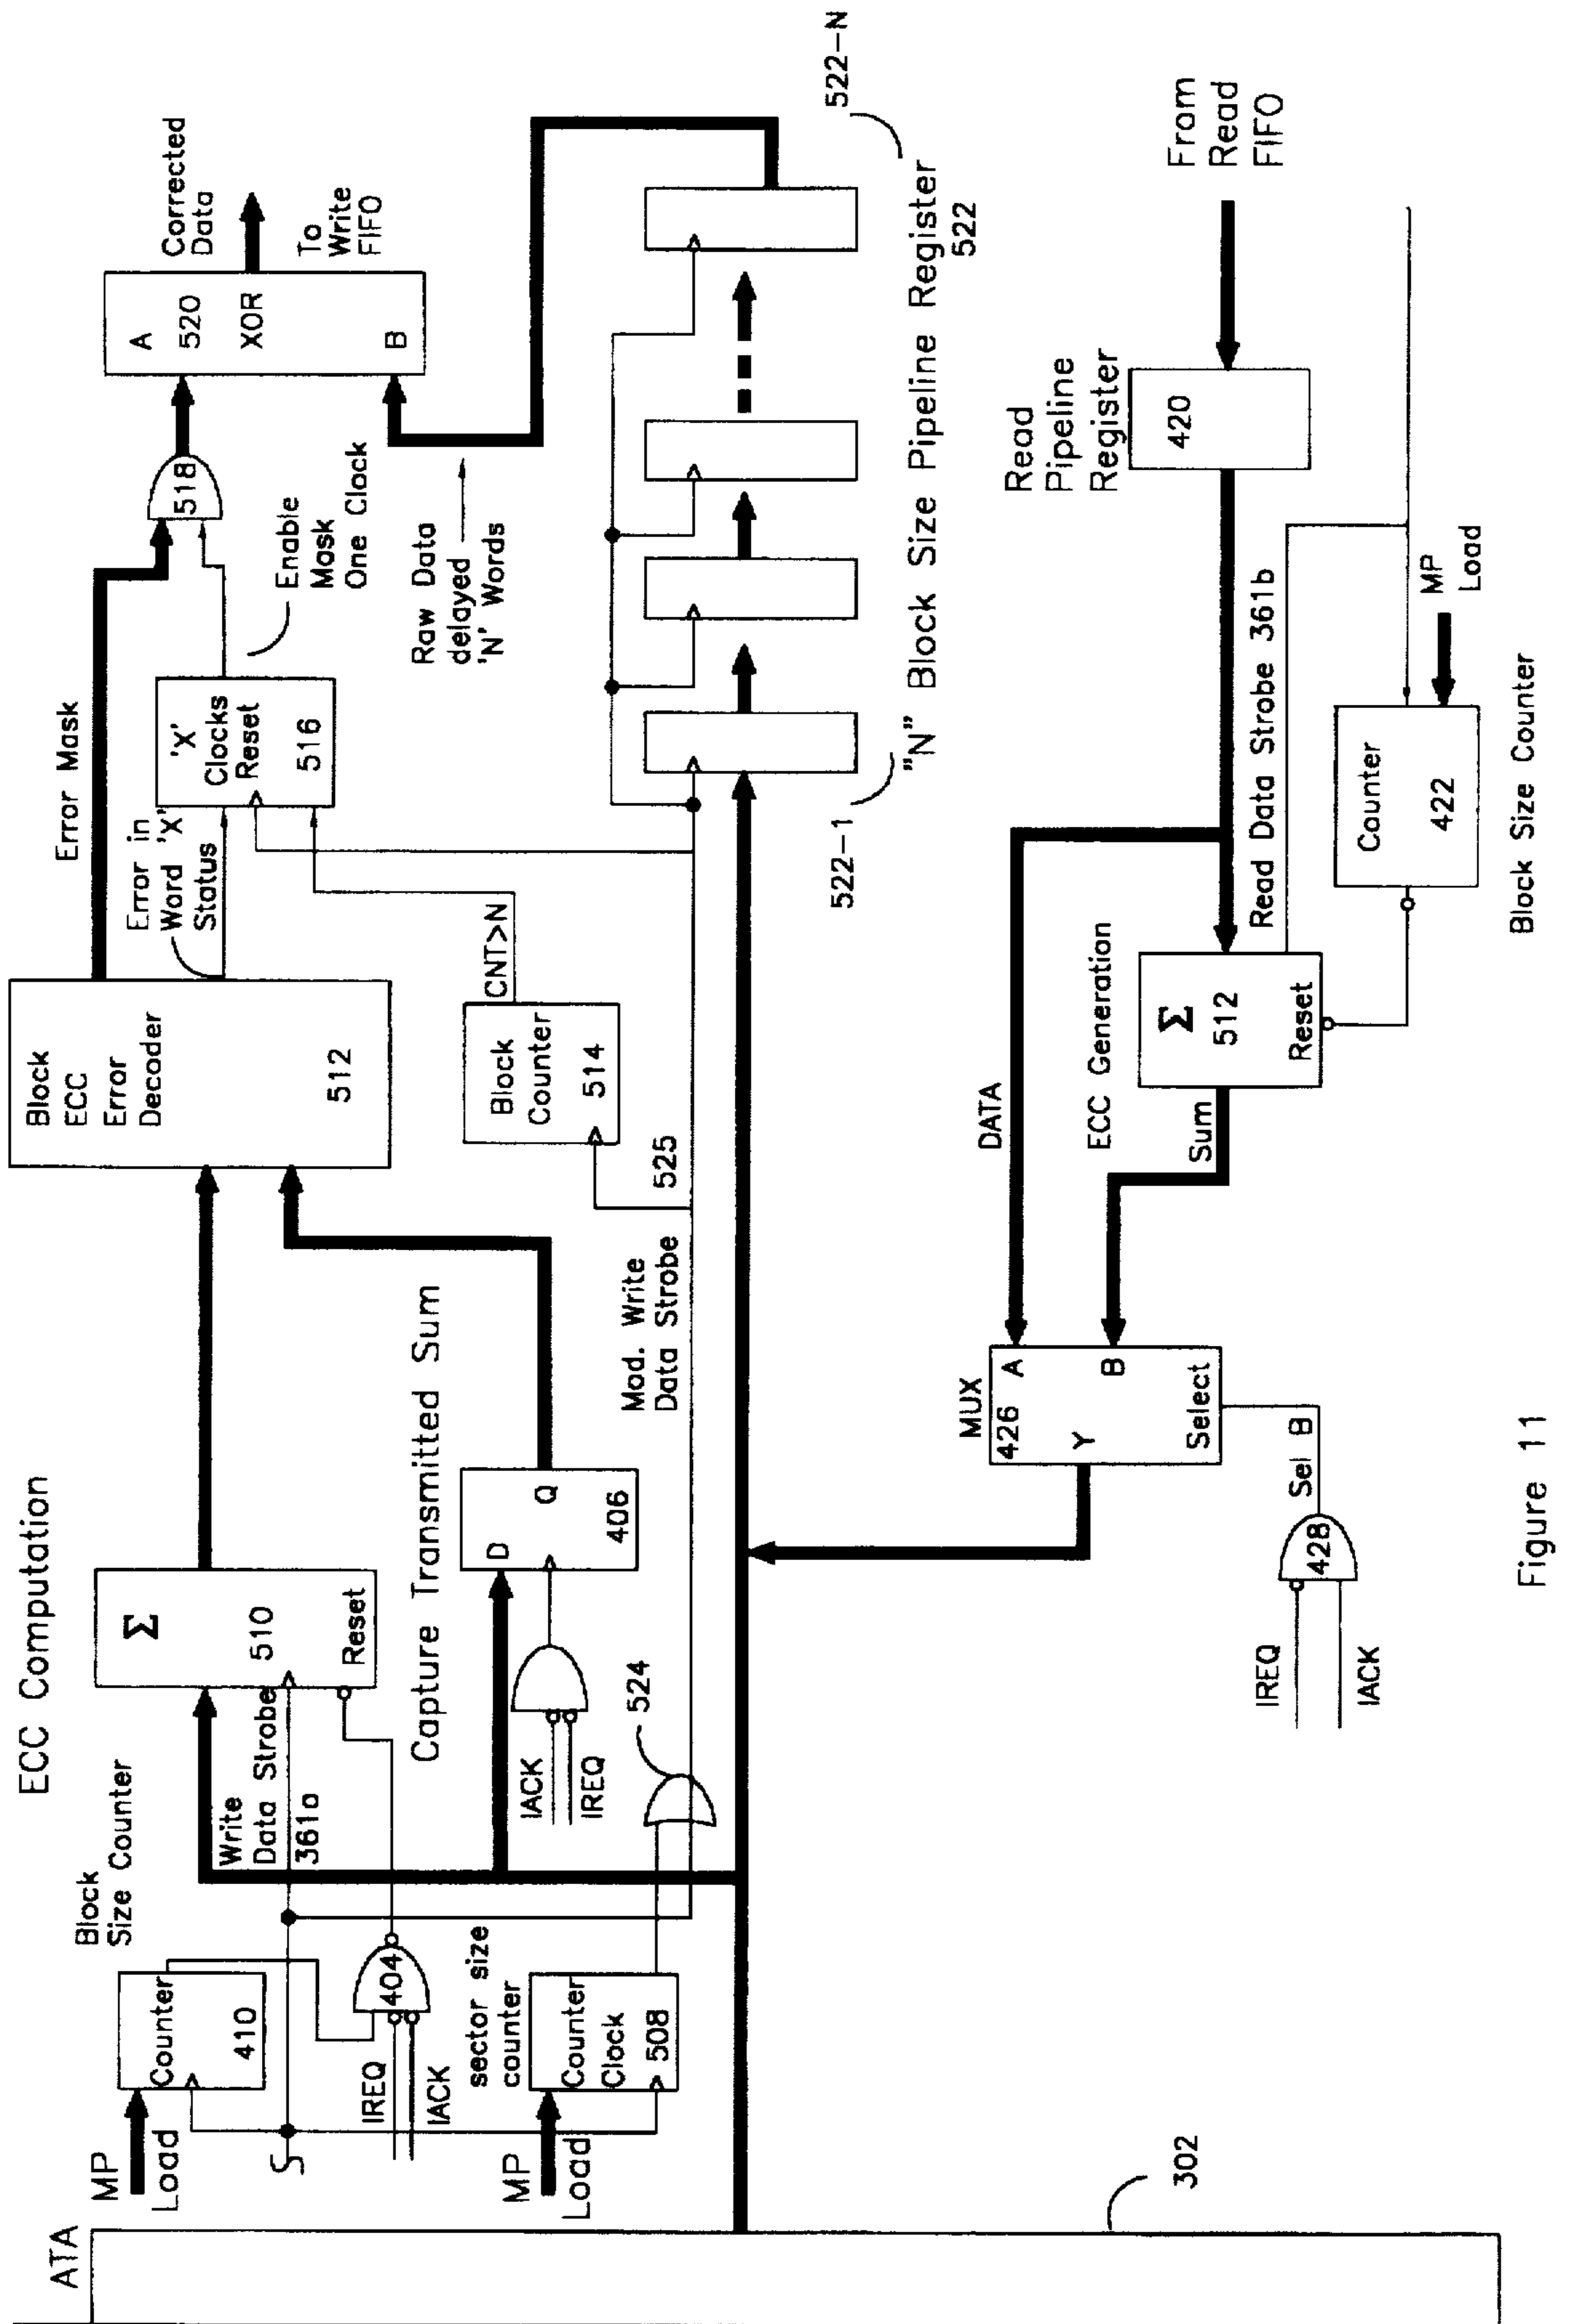 ATA
302
MP
Load
Counter
410
Block
Size Counter
ECC Computation
Write
Data Strobe
361a
Σ
510
Reset
IREQ
IACK
404
MP
Load
sector size
counter
Counter
Clock
508
Capture Transmitted Sum
IACK
IREQ
D
Q
406
524
Mod. Write
Data Strobe
525
Block
ECC
Error
Decoder
512
Block
Counter
514
CNT>N
Error Mask
Error in
Word 'X'
Status
'X'
Clocks
Reset
516
Enable
Mask
One Clock
518
A
520
XOR
B
Corrected
Data
To
Write
FIFO
Raw Data
delayed
'N' Words
522-1
"N" Block Size Pipeline Register
522
522-N
IREQ
IACK
428
Sel B
MUX
426
A
B
Y
Select
DATA
ECC Generation
Sum
Σ
512
Reset
Read Data Strobe 361b
Read
Pipeline
Register
420
From
Read
FIFO
MP
Load
Counter
422
Block Size Counter
Figure 11